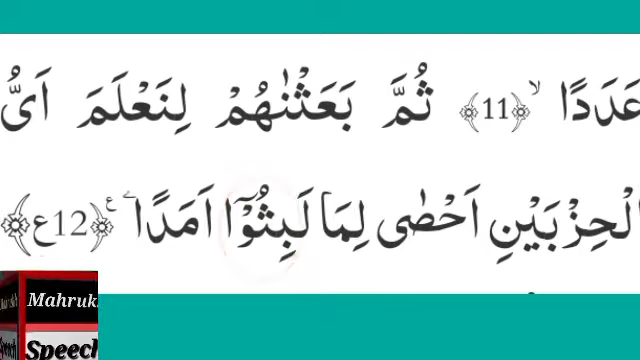 عَدَدًا ﴿11﴾ۙ ثُمَّ بَعَثْنٰهُمْ لِنَعْلَمَ اَىُّ
الْحِزْبَيْنِ اَحْصٰى لِمَا لَبِثُوْۤا اَمَدًا ﴿12﴾ع
Mahruk
Speech